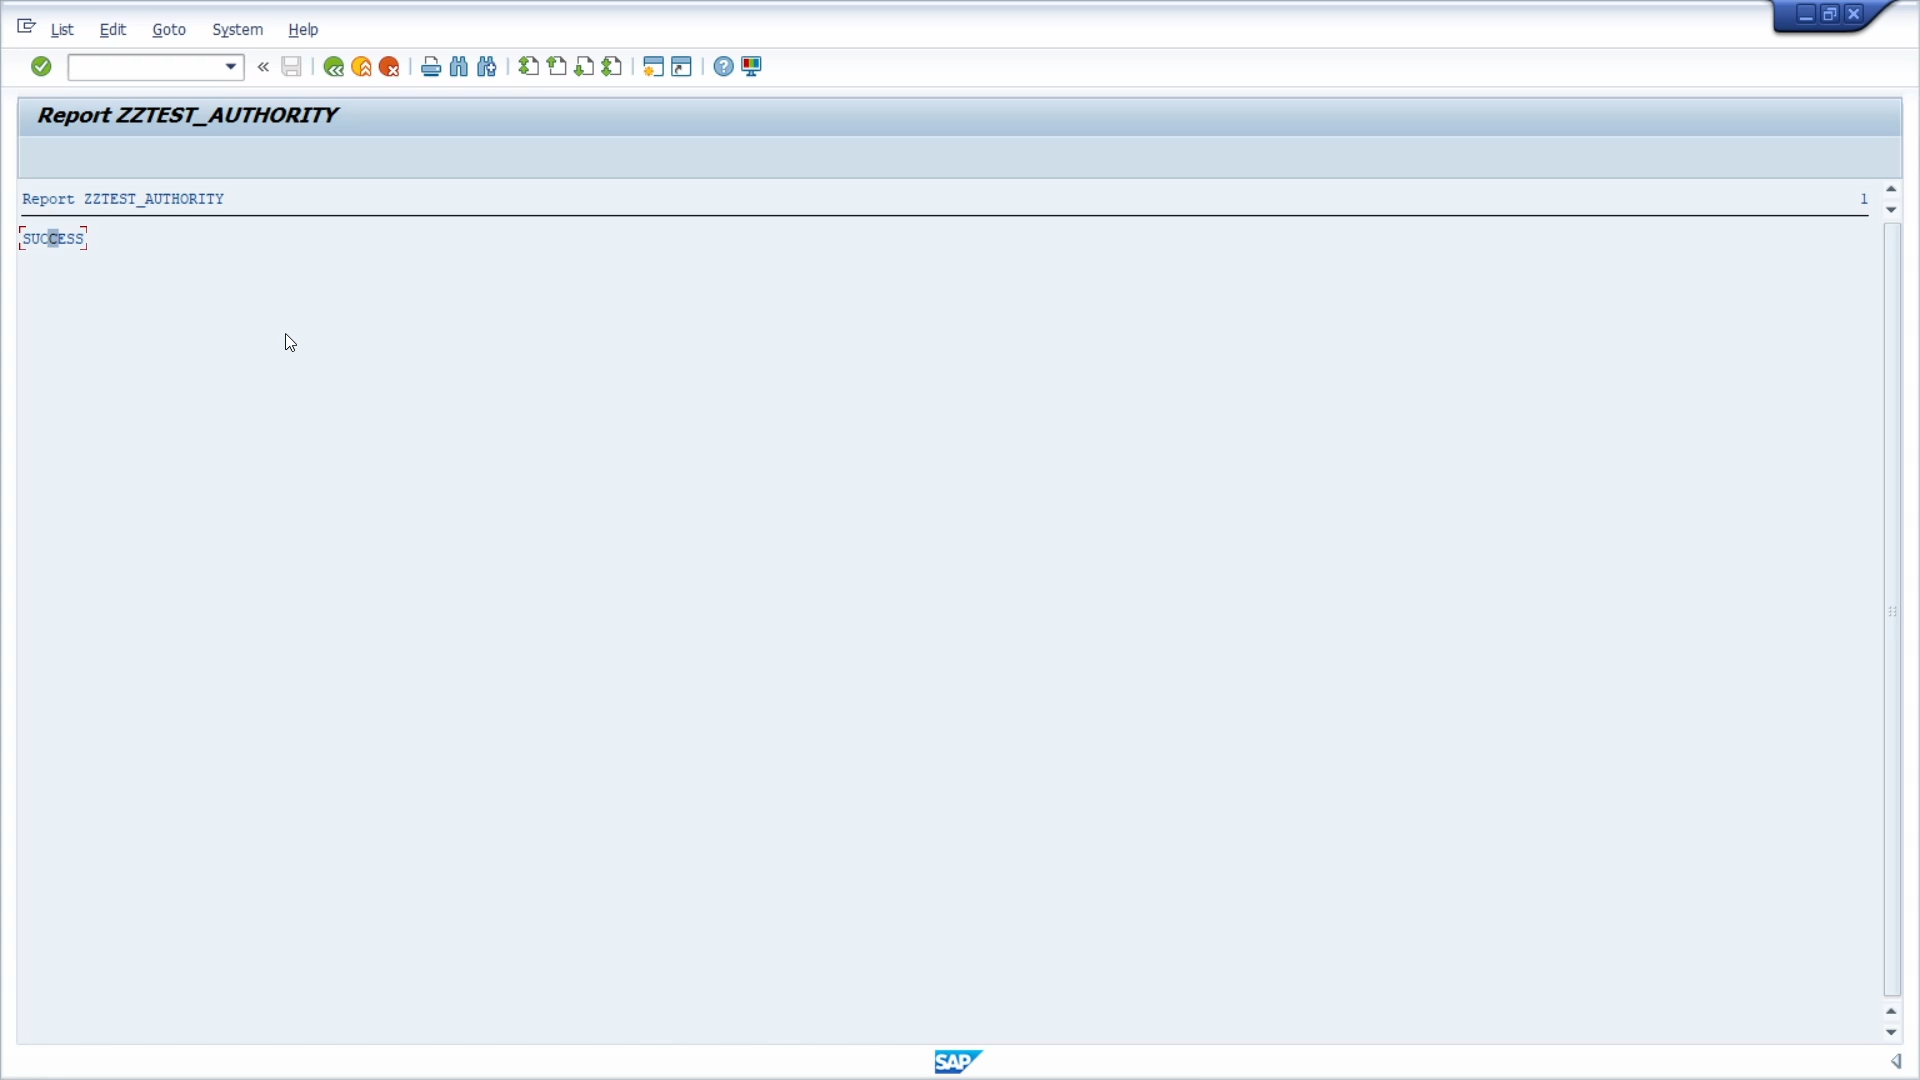 List Edit Goto System Help
Report ZZTEST_AUTHORITY
Report ZZTEST_AUTHORITY 1
SUCCESS
SAP